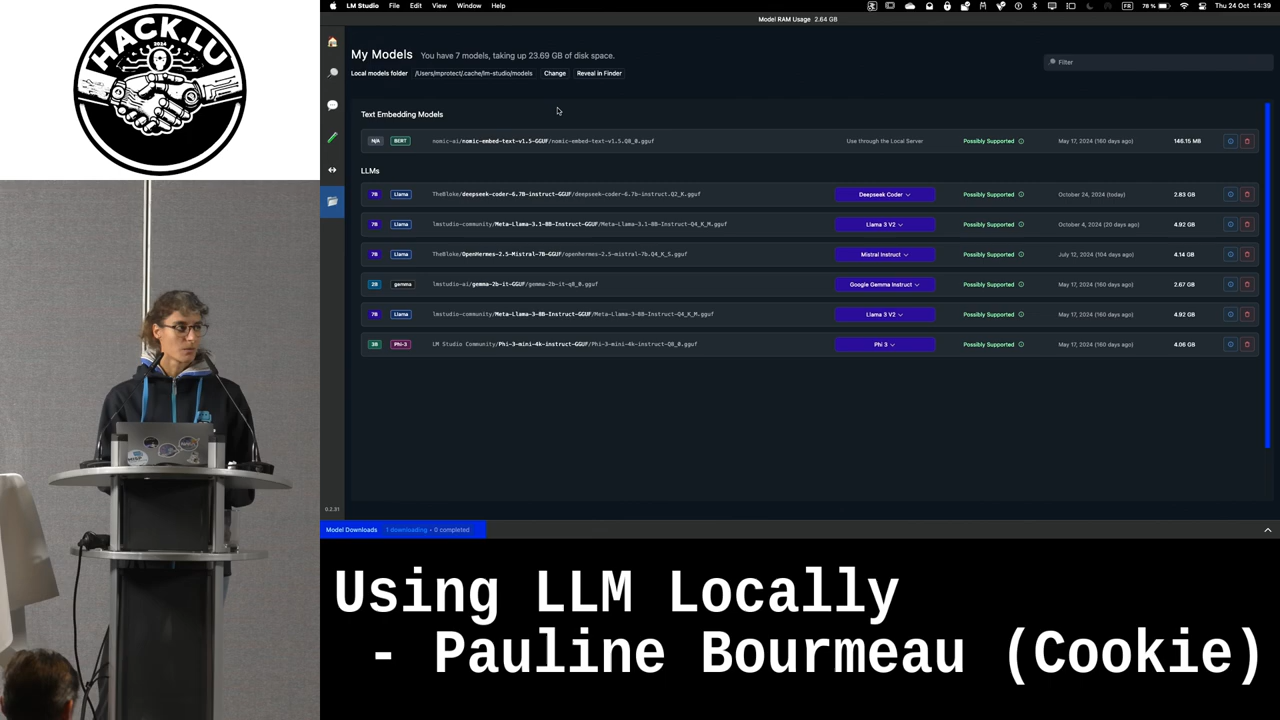 HACK.LU
2024
LM Studio File Edit View Window Help
FR 78 % Thu 24 Oct 14:39
Model RAM Usage 2.64 GB
My Models You have 7 models, taking up 23.69 GB of disk space.
Local models folder /Users/mprotect/.cache/lm-studio/models Change Reveal in Finder
Filter
Text Embedding Models
N/A BERT nomic-ai/nomic-embed-text-v1.5-GGUF/nomic-embed-text-v1.5.Q8_0.gguf Use through the Local Server Possibly Supported May 17, 2024 (160 days ago) 146.15 MB
LLMs
7B Llama TheBloke/deepseek-coder-6.7B-instruct-GGUF/deepseek-coder-6.7b-instruct.Q2_K.gguf Deepseek Coder Possibly Supported October 24, 2024 (today) 2.83 GB
7B Llama lmstudio-community/Meta-Llama-3.1-8B-Instruct-GGUF/Meta-Llama-3.1-8B-Instruct-Q4_K_M.gguf Llama 3 V2 Possibly Supported October 4, 2024 (20 days ago) 4.92 GB
7B Llama TheBloke/OpenHermes-2.5-Mistral-7B-GGUF/openhermes-2.5-mistral-7b.Q4_K_S.gguf Mistral Instruct Possibly Supported July 12, 2024 (104 days ago) 4.14 GB
2B gemma lmstudio-ai/gemma-2b-it-GGUF/gemma-2b-it-q8_0.gguf Google Gemma Instruct Possibly Supported May 17, 2024 (160 days ago) 2.67 GB
7B Llama lmstudio-community/Meta-Llama-3-8B-Instruct-GGUF/Meta-Llama-3-8B-Instruct-Q4_K_M.gguf Llama 3 V2 Possibly Supported May 17, 2024 (160 days ago) 4.92 GB
3B Phi-3 LM Studio Community/Phi-3-mini-4k-instruct-GGUF/Phi-3-mini-4k-instruct-Q8_0.gguf Phi 3 Possibly Supported May 17, 2024 (160 days ago) 4.06 GB
0.2.31
Model Downloads 1 downloading • 0 completed
Using LLM Locally
- Pauline Bourmeau (Cookie)